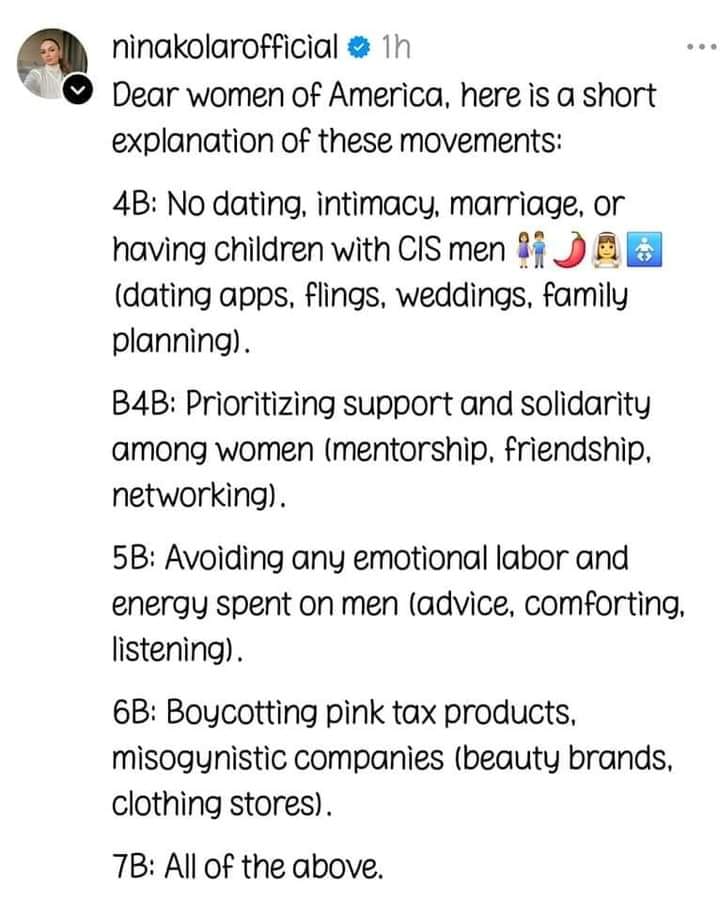 ninakolarofficial 1h
Dear women of America, here is a short
explanation of these movements:
4B: No dating, intimacy, marriage, or
having children with CIS men 👫🌶️👰🚼
(dating apps, flings, weddings, family
planning).
B4B: Prioritizing support and solidarity
among women (mentorship, friendship,
networking).
5B: Avoiding any emotional labor and
energy spent on men (advice, comforting,
listening).
6B: Boycotting pink tax products,
misogynistic companies (beauty brands,
clothing stores).
7B: All of the above.